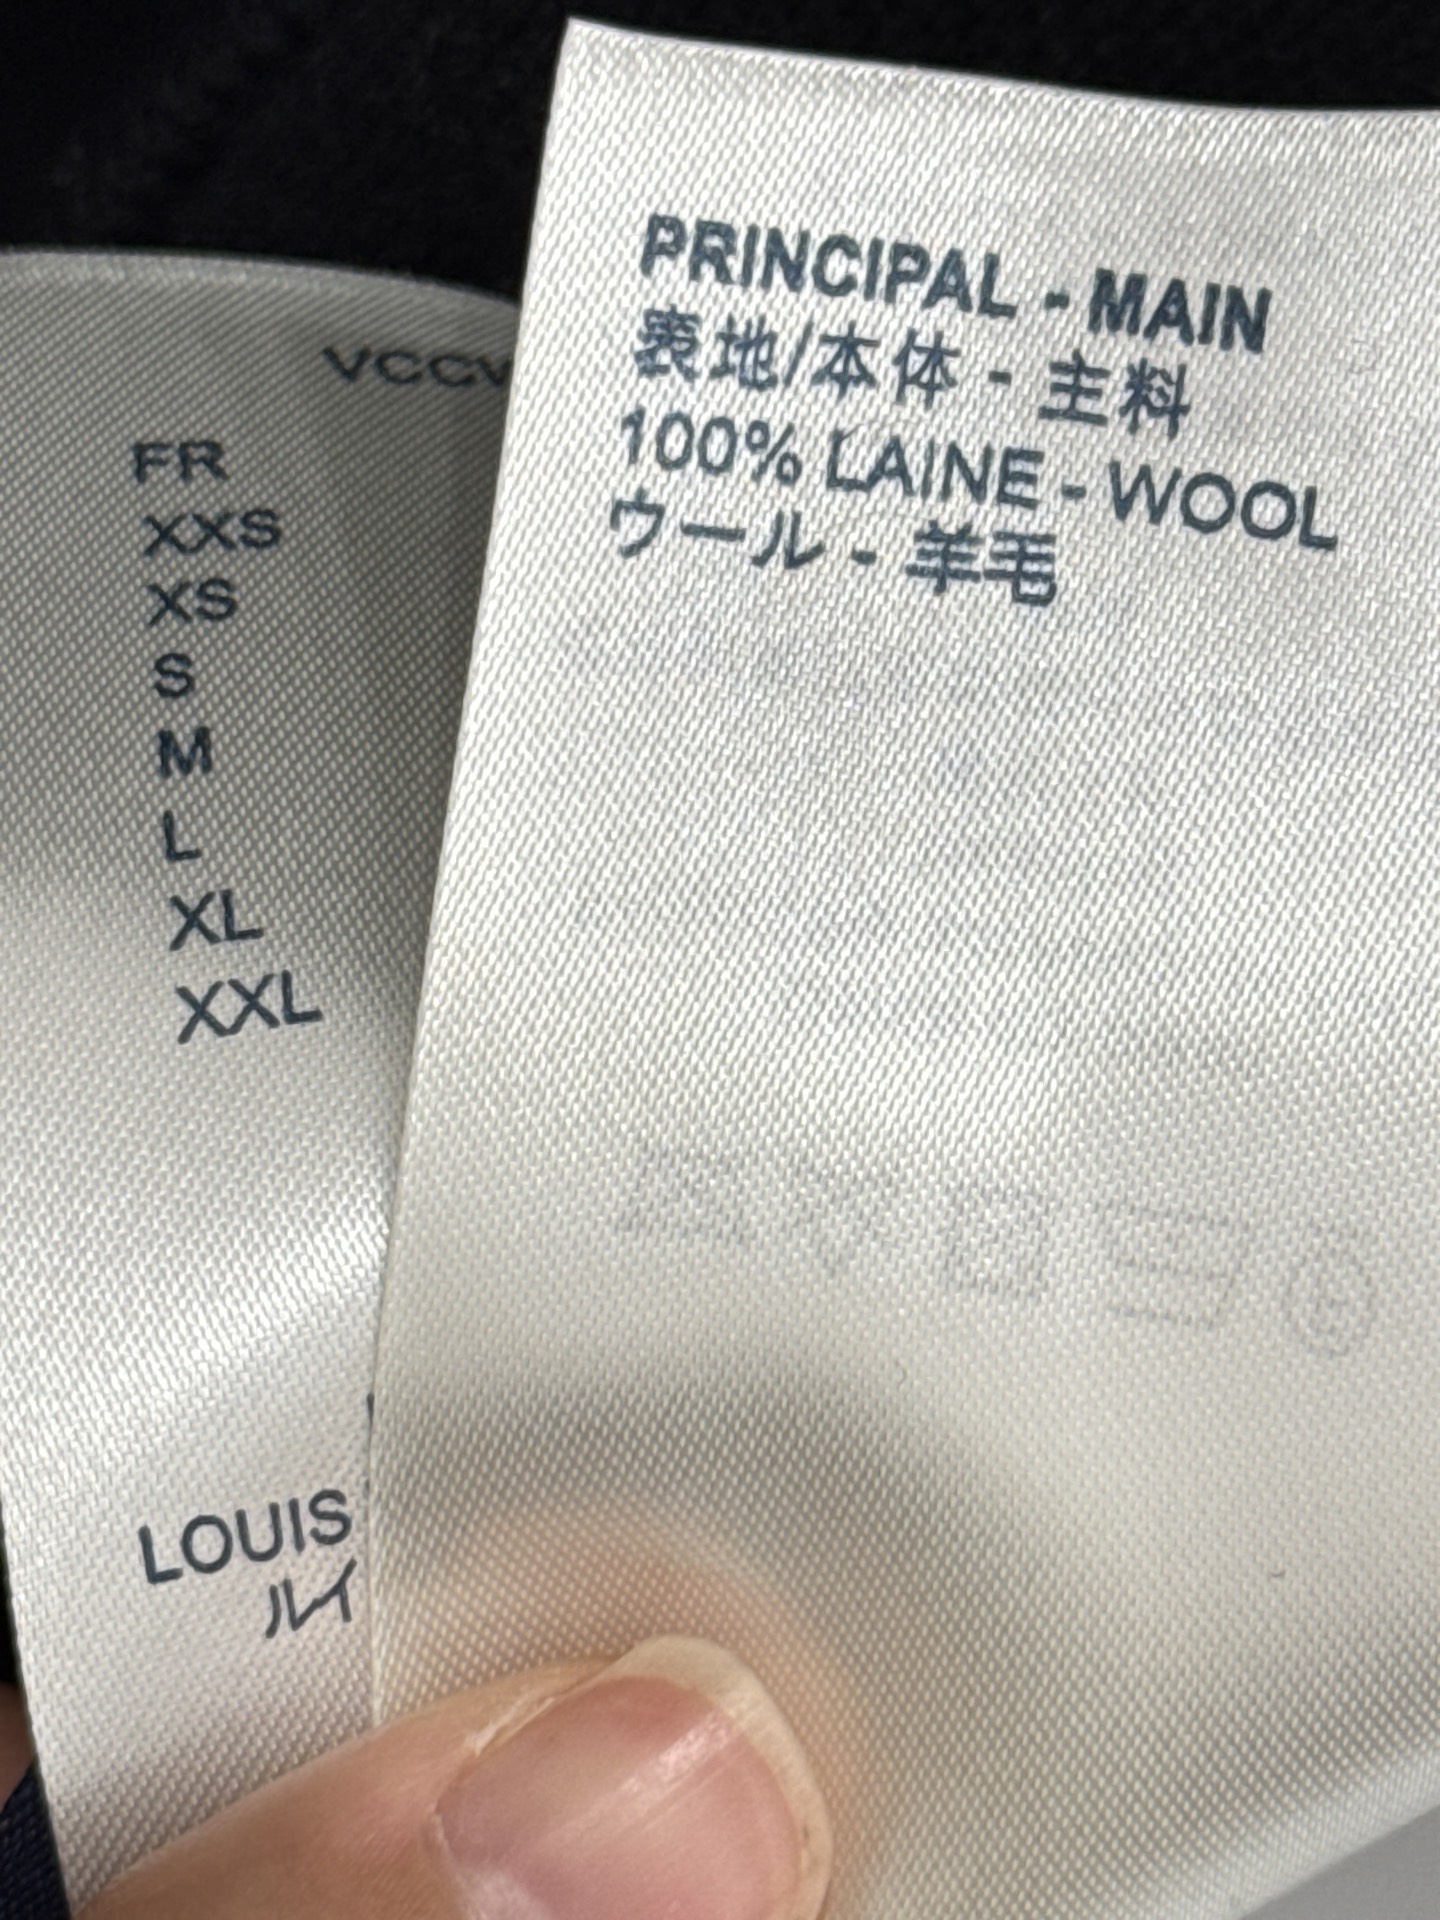 PRINCIPAL - MAIN
表地/本体 - 主料
100% LAINE - WOOL
ウール - 羊毛
VCCV
FR
XXS
XS
S
M
L
XL
XXL
LOUIS
ルイ